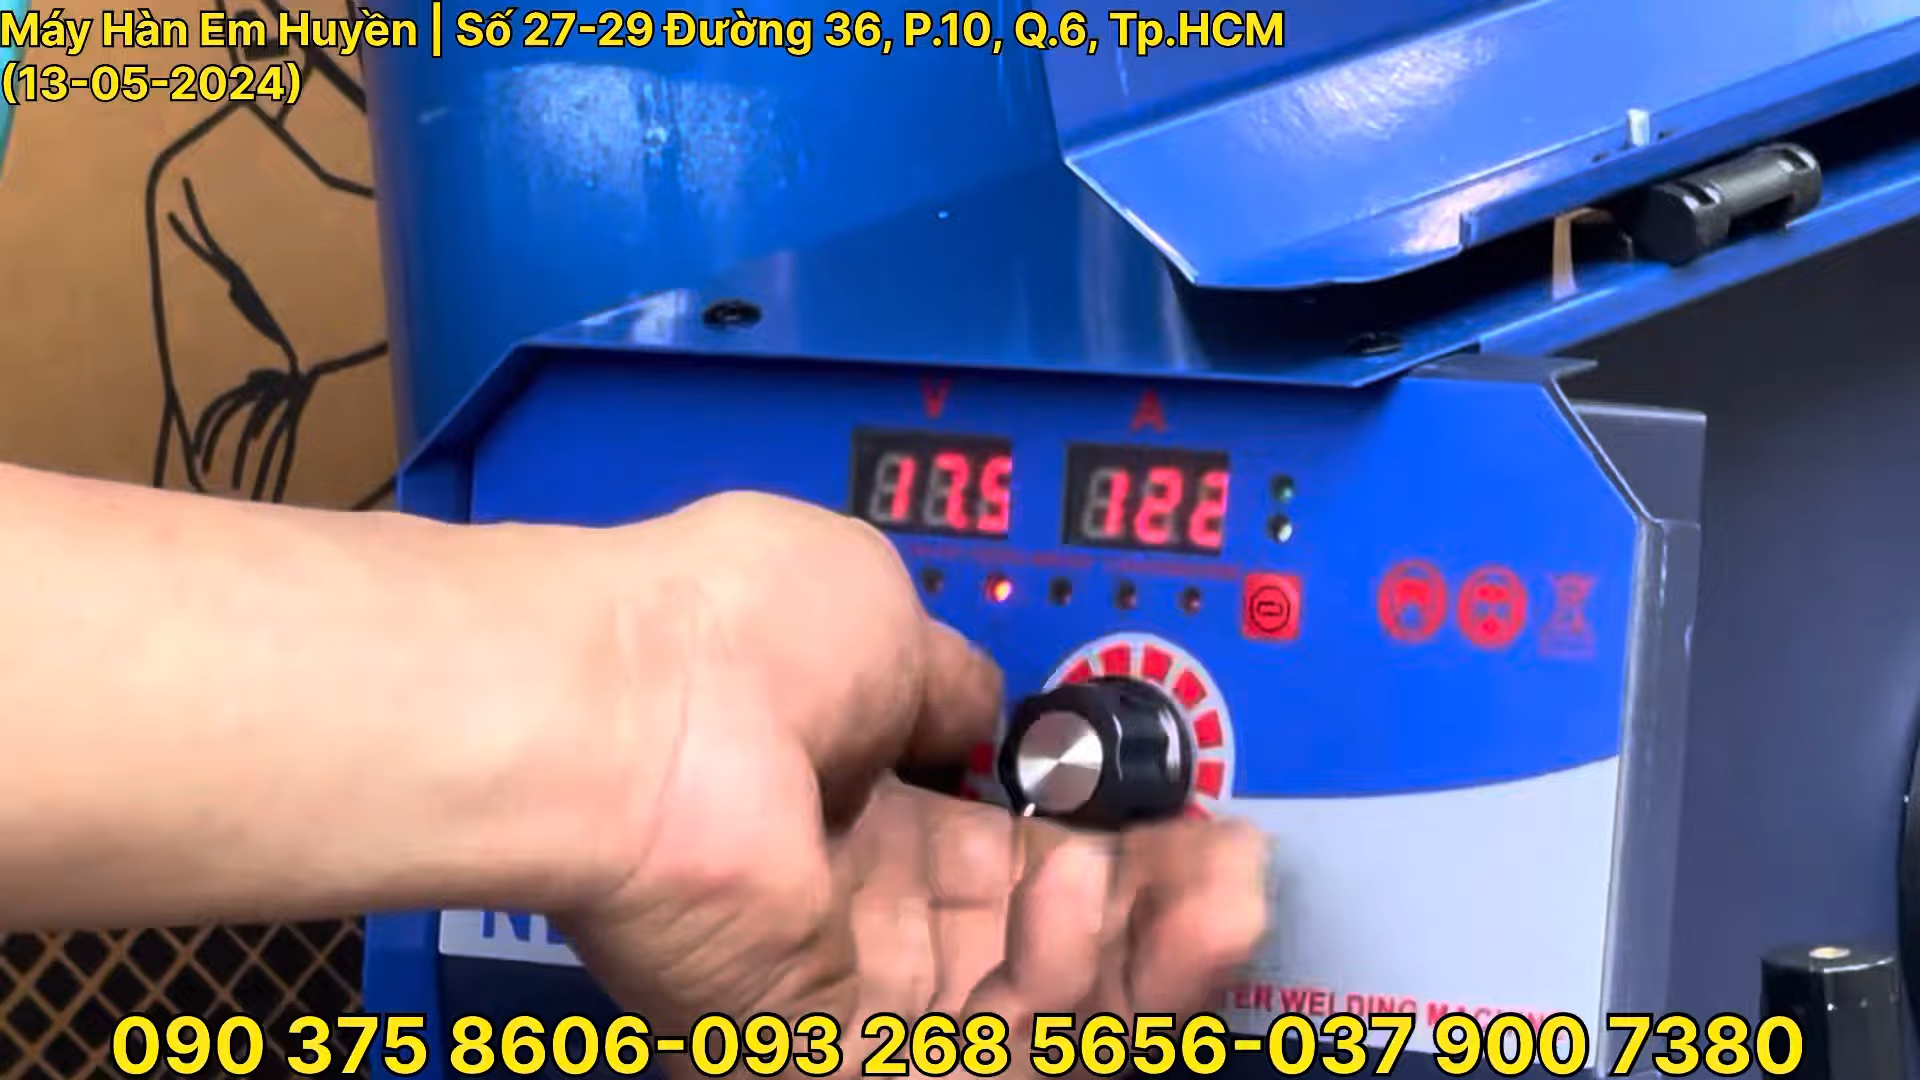 Máy Hàn Em Huyền | Số 27-29 Đường 36, P.10, Q.6, Tp.HCM
(13-05-2024)
V A
17.5 122
WELDING
090 375 8606-093 268 5656-037 900 7380